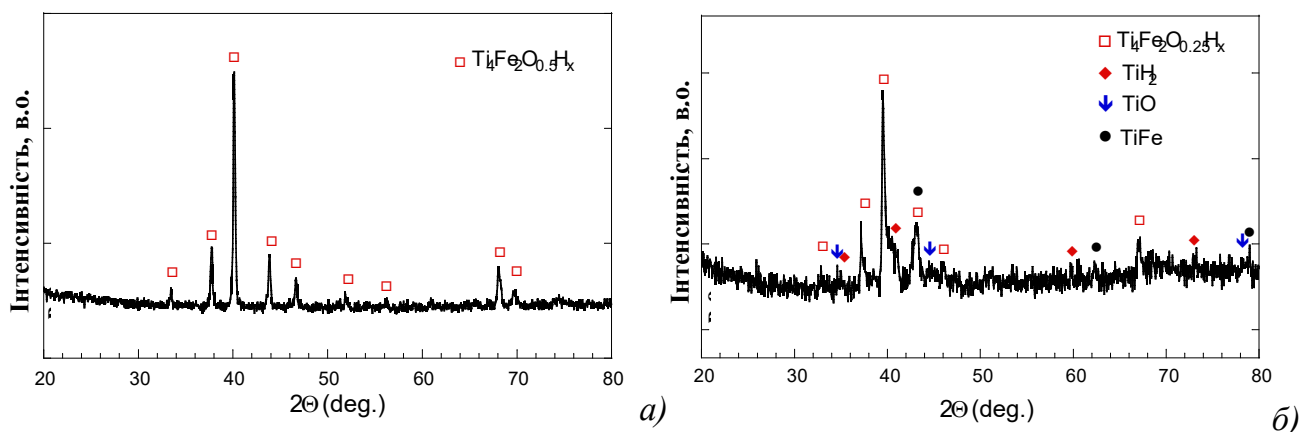 Інтенсивність, в.о.
Ti4Fe2O0.5Hx
20 30 40 50 60 70 80
2Θ (deg.)
а)
Інтенсивність, в.о.
Ti4Fe2O0.25Hx
TiH2
TiO
TiFe
20 30 40 50 60 70 80
2Θ (deg.)
б)